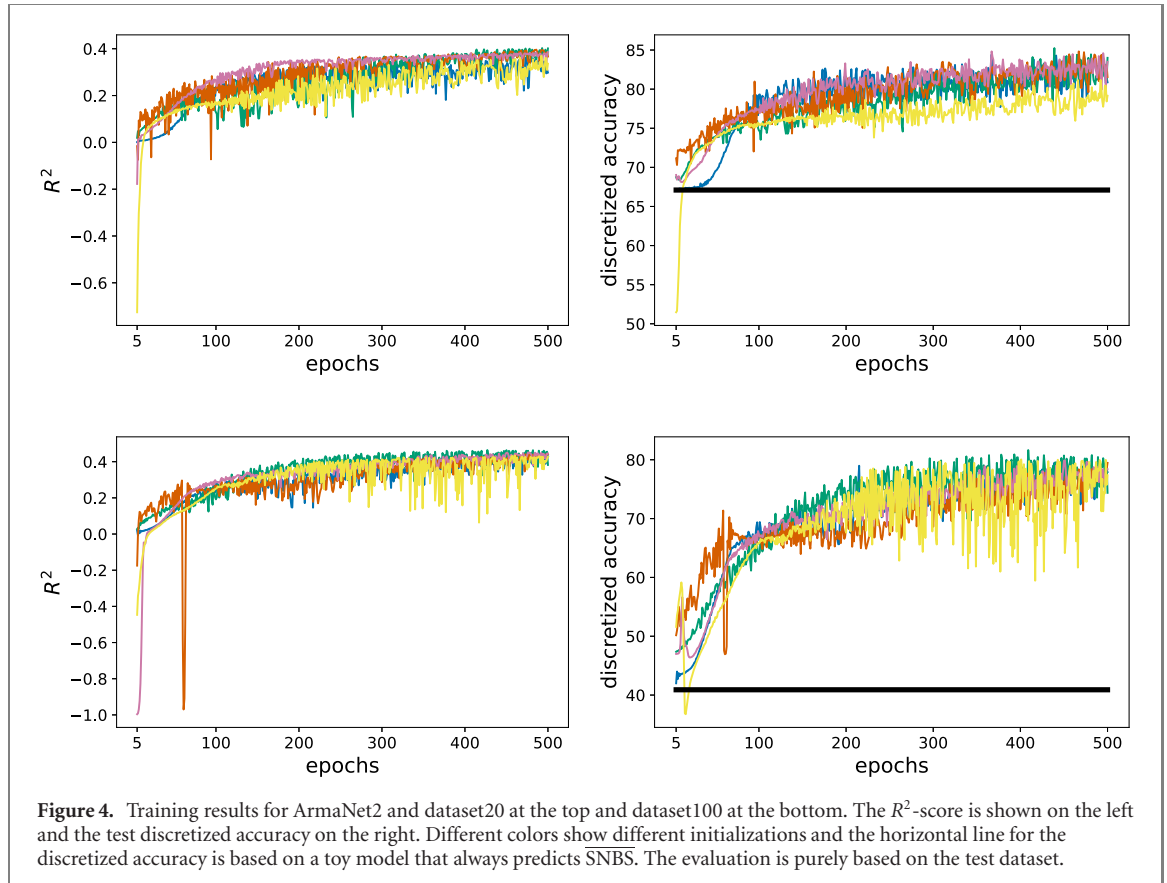 0.4
0.2
0.0
−0.2
−0.4
−0.6
R²
5 100 200 300 400 500
epochs
85
80
75
70
65
60
55
50
discretized accuracy
5 100 200 300 400 500
epochs
0.4
0.2
0.0
−0.2
−0.4
−0.6
−0.8
−1.0
R²
5 100 200 300 400 500
epochs
80
70
60
50
40
discretized accuracy
5 100 200 300 400 500
epochs
Figure 4. Training results for ArmaNet2 and dataset20 at the top and dataset100 at the bottom. The R²-score is shown on the left
and the test discretized accuracy on the right. Different colors show different initializations and the horizontal line for the
discretized accuracy is based on a toy model that always predicts S̅N̅B̅S̅. The evaluation is purely based on the test dataset.